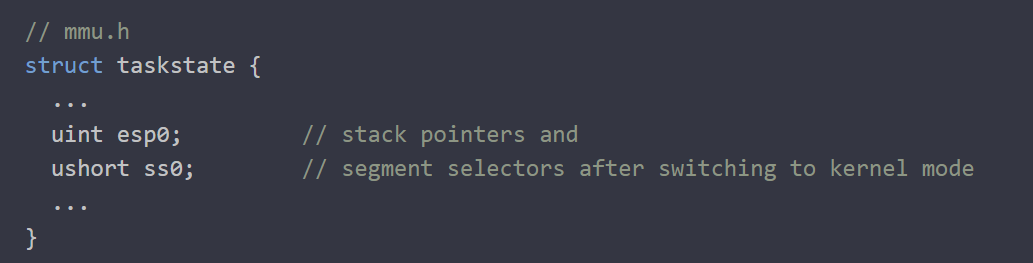 // mmu.h
struct taskstate {
  ...
  uint esp0;         // stack pointers and
  ushort ss0;        // segment selectors after switching to kernel mode
  ...
}